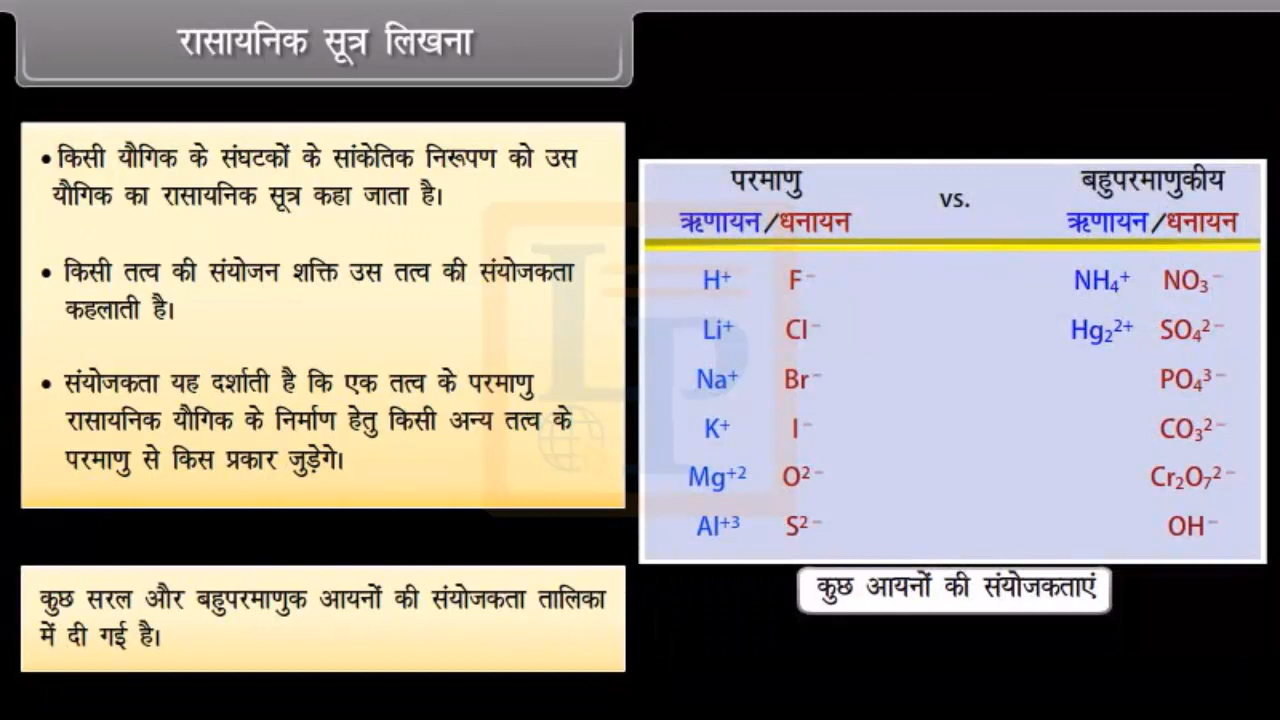 रासायनिक सूत्र लिखना
• किसी यौगिक के संघटकों के सांकेतिक निरूपण को उस
यौगिक का रासायनिक सूत्र कहा जाता है।
• किसी तत्व की संयोजन शक्ति उस तत्व की संयोजकता
कहलाती है।
• संयोजकता यह दर्शाती है कि एक तत्व के परमाणु
रासायनिक यौगिक के निर्माण हेतु किसी अन्य तत्व के
परमाणु से किस प्रकार जुड़ेगे।
कुछ सरल और बहुपरमाणुक आयनों की संयोजकता तालिका
में दी गई है।
परमाणु vs. बहुपरमाणुकीय
ऋणायन/धनायन ऋणायन/धनायन
H⁺ F⁻ NH₄⁺ NO₃⁻
Li⁺ Cl⁻ Hg₂²⁺ SO₄²⁻
Na⁺ Br⁻ PO₄³⁻
K⁺ I⁻ CO₃²⁻
Mg⁺² O²⁻ Cr₂O₇²⁻
Al⁺³ S²⁻ OH⁻
कुछ आयनों की संयोजकताएं
LP